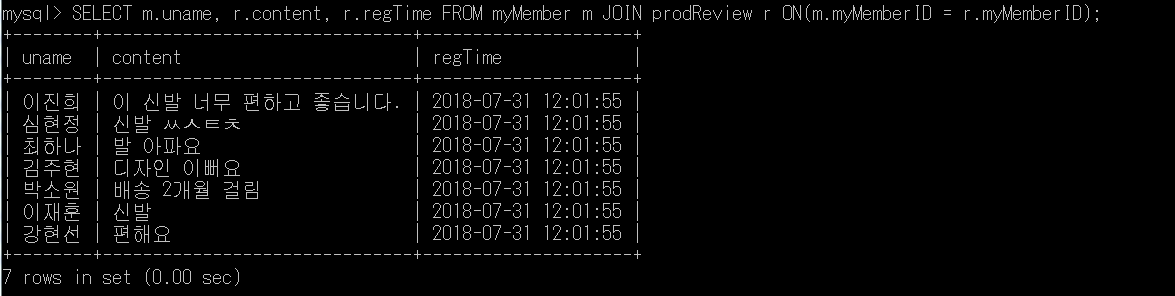 mysql> SELECT m.uname, r.content, r.regTime FROM myMember m JOIN prodReview r ON(m.myMemberID = r.myMemberID);
+--------+------------------------------+---------------------+
| uname | content | regTime |
+--------+------------------------------+---------------------+
| 이진희 | 이 신발 너무 편하고 좋습니다. | 2018-07-31 12:01:55 |
| 심현정 | 신발 ㅆㅅㅌㅊ | 2018-07-31 12:01:55 |
| 최하나 | 발 아파요 | 2018-07-31 12:01:55 |
| 김주현 | 디자인 이뻐요 | 2018-07-31 12:01:55 |
| 박소원 | 배송 2개월 걸림 | 2018-07-31 12:01:55 |
| 이재훈 | 신발 | 2018-07-31 12:01:55 |
| 강현선 | 편해요 | 2018-07-31 12:01:55 |
+--------+------------------------------+---------------------+
7 rows in set (0.00 sec)